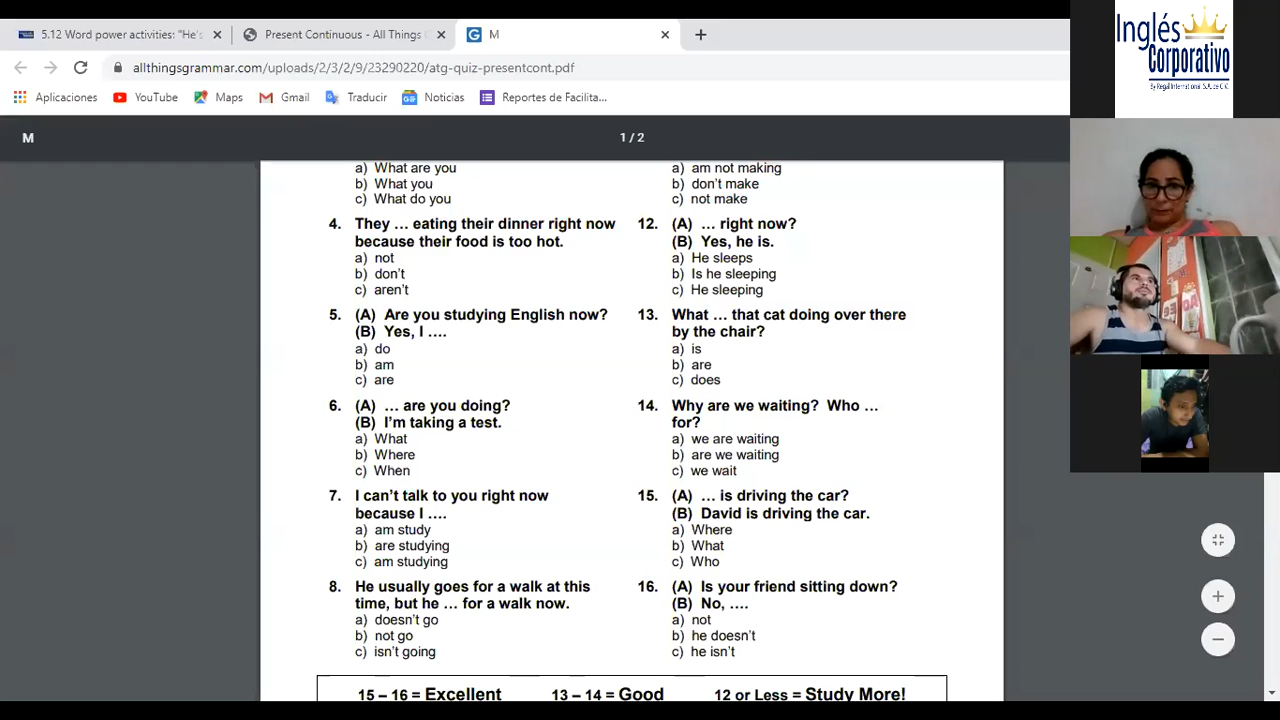 5.12 Word power activities: "He's
Present Continuous - All Things
M
allthingsgrammar.com/uploads/2/3/2/9/23290220/atg-quiz-presentcont.pdf
Aplicaciones
YouTube
Maps
Gmail
Traducir
Noticias
Reportes de Facilita...
M
1 / 2
a) What are you
b) What you
c) What do you
4. They … eating their dinner right now
because their food is too hot.
a) not
b) don't
c) aren't
5. (A) Are you studying English now?
(B) Yes, I ….
a) do
b) am
c) are
6. (A) … are you doing?
(B) I'm taking a test.
a) What
b) Where
c) When
7. I can't talk to you right now
because I ….
a) am study
b) are studying
c) am studying
8. He usually goes for a walk at this
time, but he … for a walk now.
a) doesn't go
b) not go
c) isn't going
a) am not making
b) don't make
c) not make
12. (A) … right now?
(B) Yes, he is.
a) He sleeps
b) Is he sleeping
c) He sleeping
13. What … that cat doing over there
by the chair?
a) is
b) are
c) does
14. Why are we waiting? Who …
for?
a) we are waiting
b) are we waiting
c) we wait
15. (A) … is driving the car?
(B) David is driving the car.
a) Where
b) What
c) Who
16. (A) Is your friend sitting down?
(B) No, ….
a) not
b) he doesn't
c) he isn't
15 – 16 = Excellent 13 – 14 = Good 12 or Less = Study More!
Inglés
Corporativo
By Regal International S.A. de C.V.